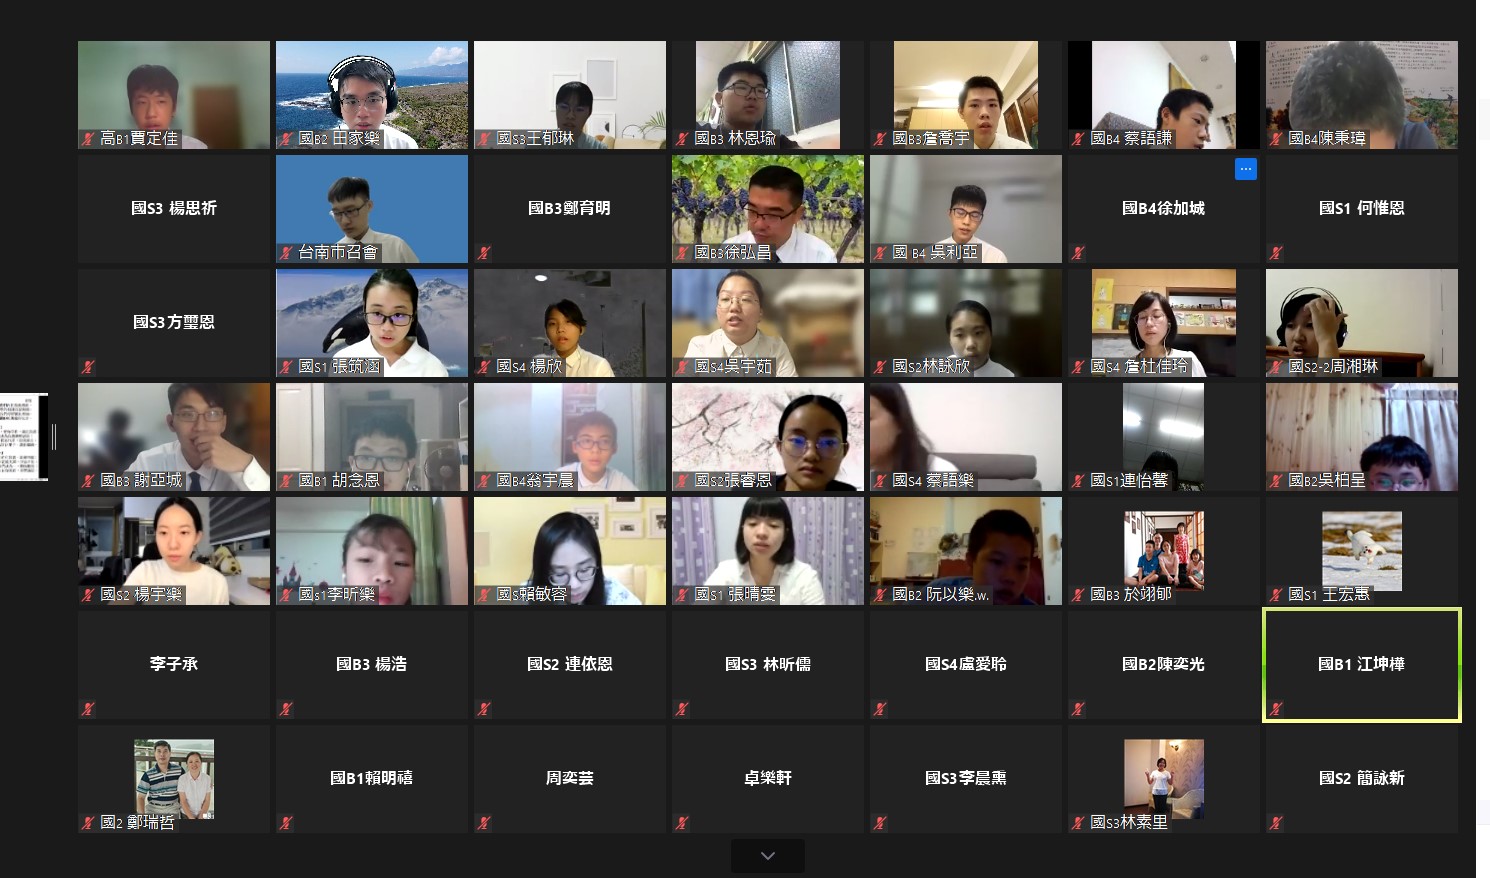 高B1賈定佳
國B2 田家樂
國S3王郁琳
國B3 林恩瑜
國B3詹喬宇
國B4 蔡語謙
國B4陳秉瑋
國S3 楊思祈
台南市召會
國B3鄭育明
國B3徐弘昌
國 B4 吳利亞
國B4徐加城
國S1 何惟恩
國S3方璽恩
國S1 張筑涵
國S4 楊欣
國S4吳宇茹
國S2林詠欣
國S4 詹杜佳玲
國S2-2周湘琳
國B3 謝亞城
國B1 胡念恩
國B4翁宇晨
國S2張睿恩
國S4 蔡語樂
國S1連怡馨
國B2吳柏呈
國S2 楊宇樂
國s1李昕樂
國S賴敏容
國S1 張晴雯
國B2 阮以樂.w.
國B3 於翊郇
國S1 王宏惠
李子承
國B3 楊浩
國S2 連依恩
國S3 林昕儒
國S4盧愛聆
國B2陳奕光
國B1 江坤樺
國2 鄭瑞哲
國B1賴明禧
周奕芸
卓樂軒
國S3李晨熏
國S3林素里
國S2 簡詠新